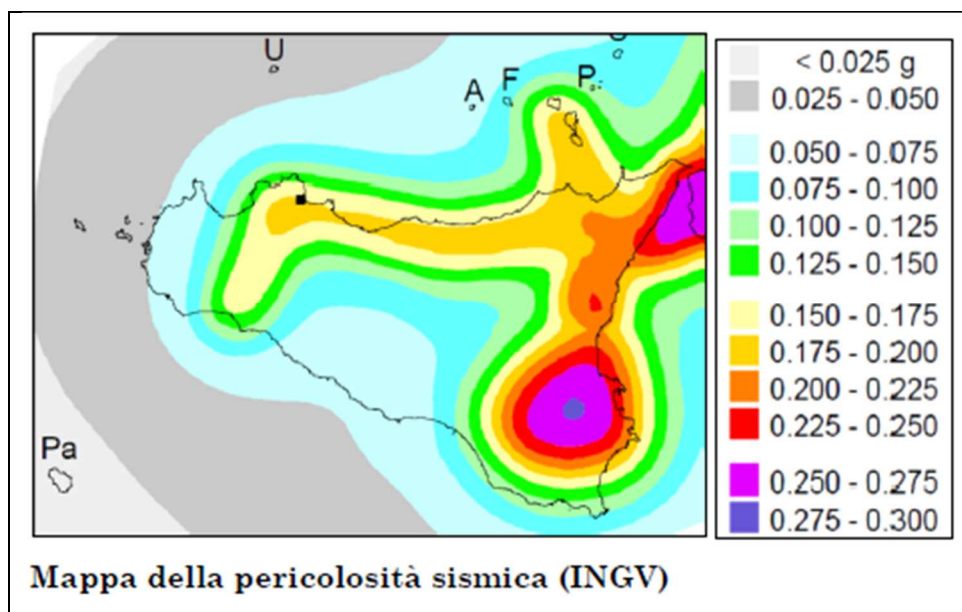 U
A
F
P
Pa
< 0.025 g
0.025 - 0.050
0.050 - 0.075
0.075 - 0.100
0.100 - 0.125
0.125 - 0.150
0.150 - 0.175
0.175 - 0.200
0.200 - 0.225
0.225 - 0.250
0.250 - 0.275
0.275 - 0.300
Mappa della pericolosità sismica (INGV)